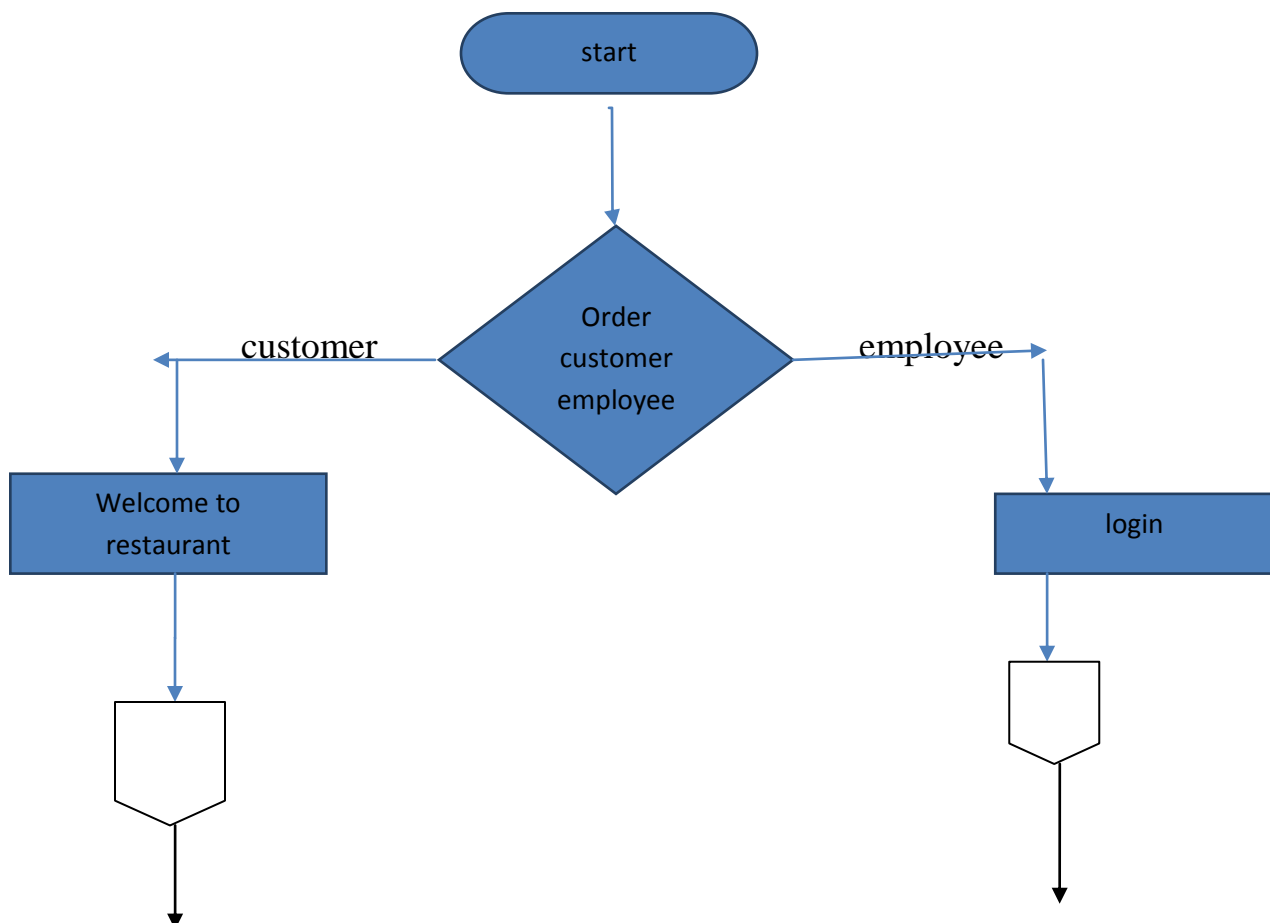 start
Order
customer
employee
customer
employee
Welcome to
restaurant
login